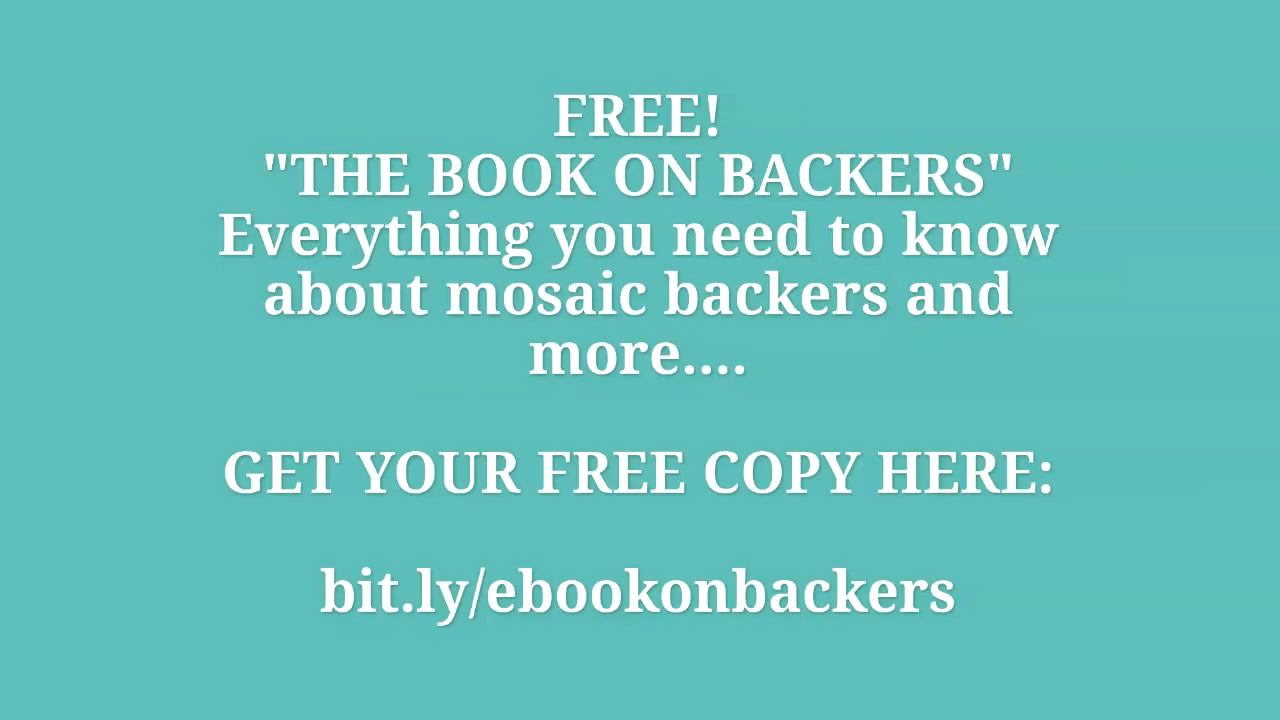 FREE!
"THE BOOK ON BACKERS"
Everything you need to know
about mosaic backers and
more....
GET YOUR FREE COPY HERE:
bit.ly/ebookonbackers